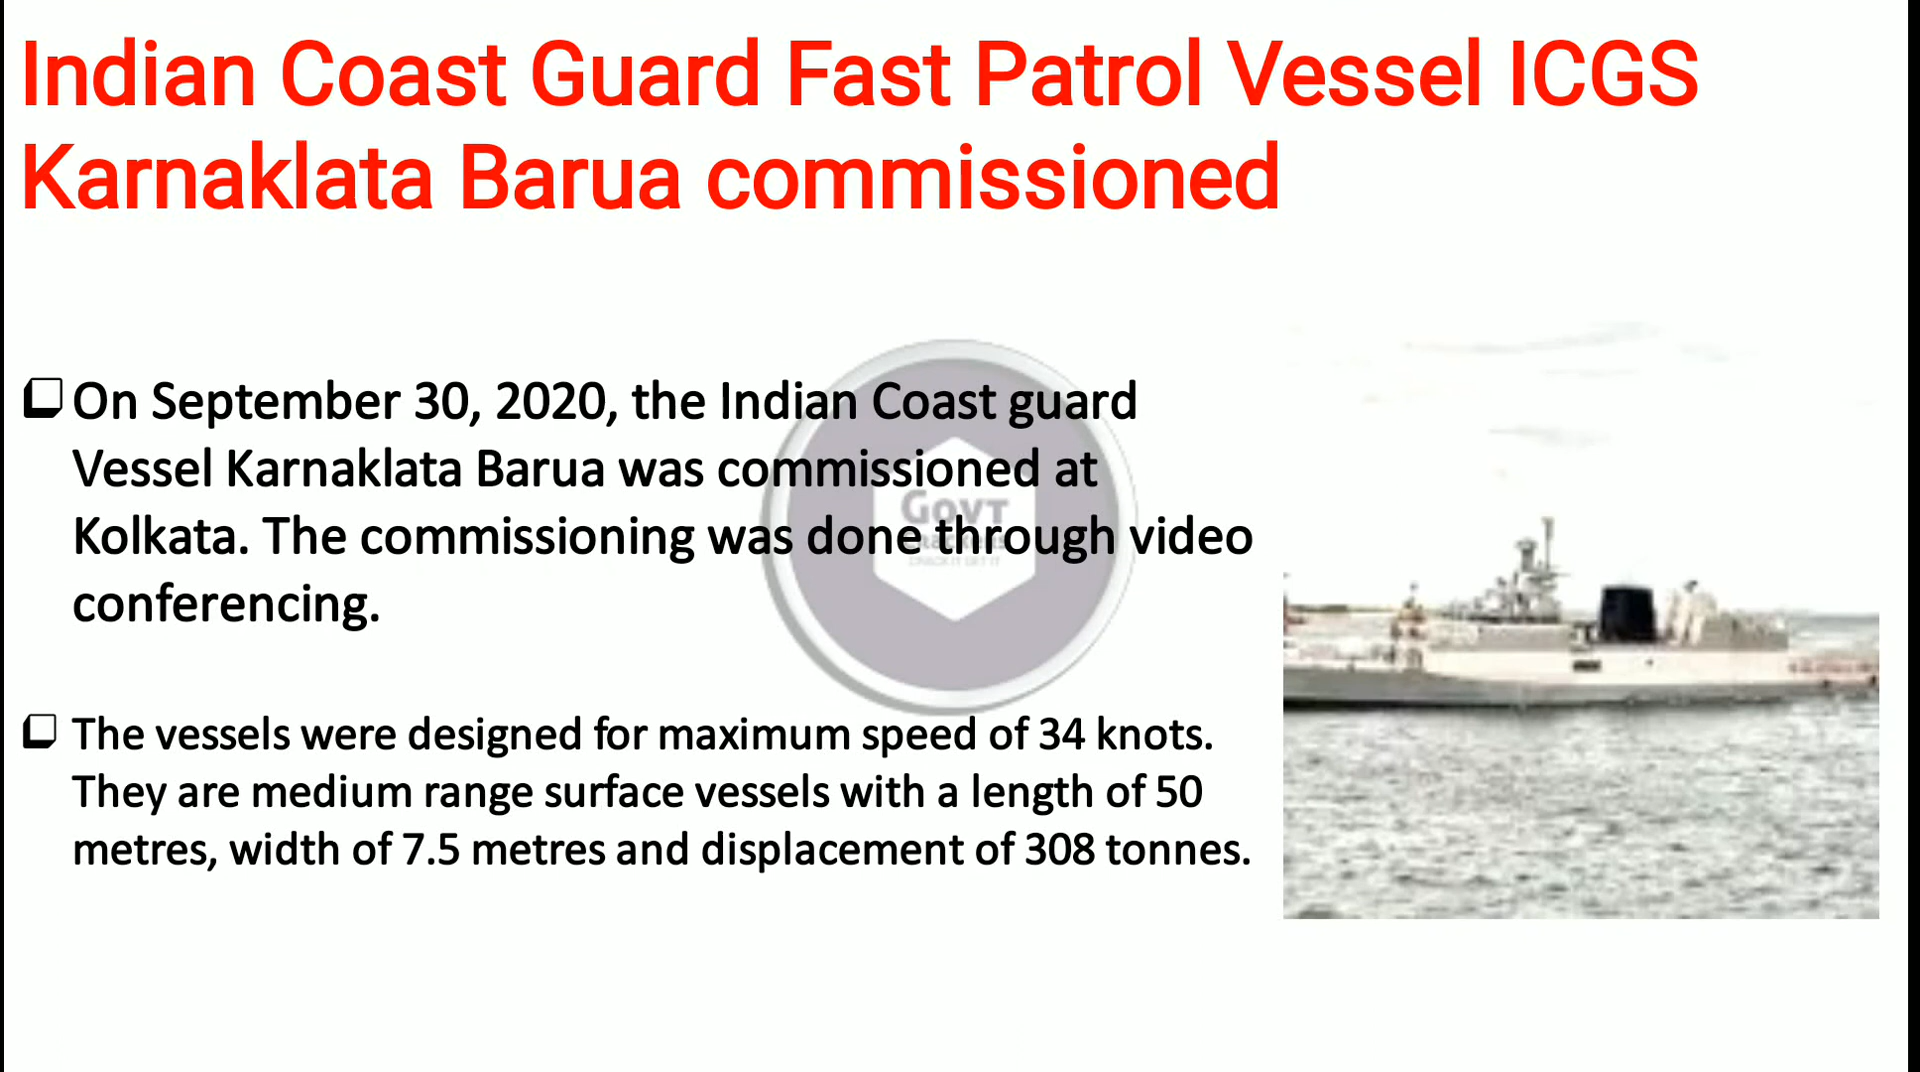 Indian Coast Guard Fast Patrol Vessel ICGS
Karnaklata Barua commissioned
On September 30, 2020, the Indian Coast guard
Vessel Karnaklata Barua was commissioned at
Kolkata. The commissioning was done through video
conferencing.
GOVT
The vessels were designed for maximum speed of 34 knots.
They are medium range surface vessels with a length of 50
metres, width of 7.5 metres and displacement of 308 tonnes.